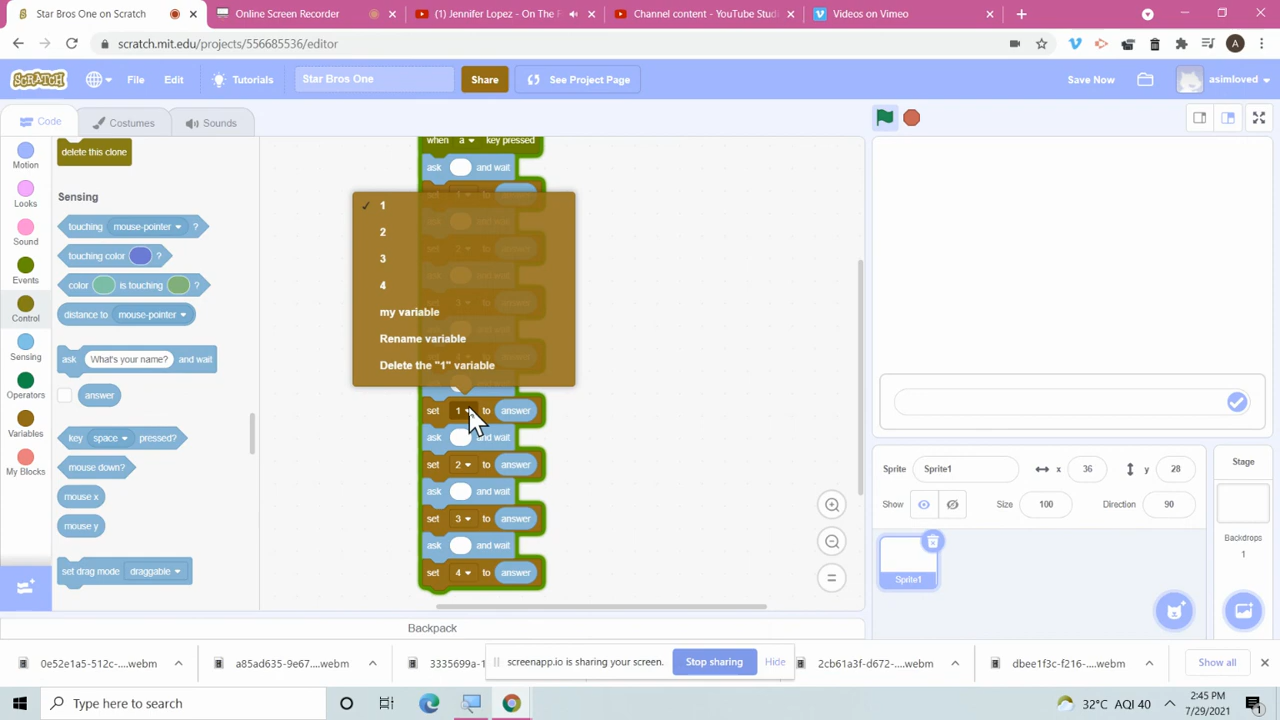 Star Bros One on Scratch
Online Screen Recorder
(1) Jennifer Lopez - On The F
Channel content - YouTube Studi
Videos on Vimeo
scratch.mit.edu/projects/556685536/editor
A
SCRATCH
File
Edit
Tutorials
Star Bros One
Share
See Project Page
Save Now
asimloved
Code
Costumes
Sounds
Motion
Looks
Sound
Events
Control
Sensing
Operators
Variables
My Blocks
delete this clone
Sensing
touching mouse-pointer ?
touching color ?
color is touching ?
distance to mouse-pointer
ask What's your name? and wait
answer
key space pressed?
mouse down?
mouse x
mouse y
set drag mode draggable
when a key pressed
ask and wait
1
2
3
4
my variable
Rename variable
Delete the "1" variable
set 1 to answer
ask and wait
set 2 to answer
ask and wait
set 3 to answer
ask and wait
set 4 to answer
Backpack
Sprite Sprite1 x 36 y 28
Show Size 100 Direction 90
Sprite1
Stage
Backdrops
1
0e52e1a5-512c-....webm
a85ad635-9e67....webm
3335699a-1
screenapp.io is sharing your screen.
Stop sharing
Hide
2cb61a3f-d672-....webm
dbee1f3c-f216-....webm
Show all
Type here to search
32°C AQI 40
2:45 PM
7/29/2021
1